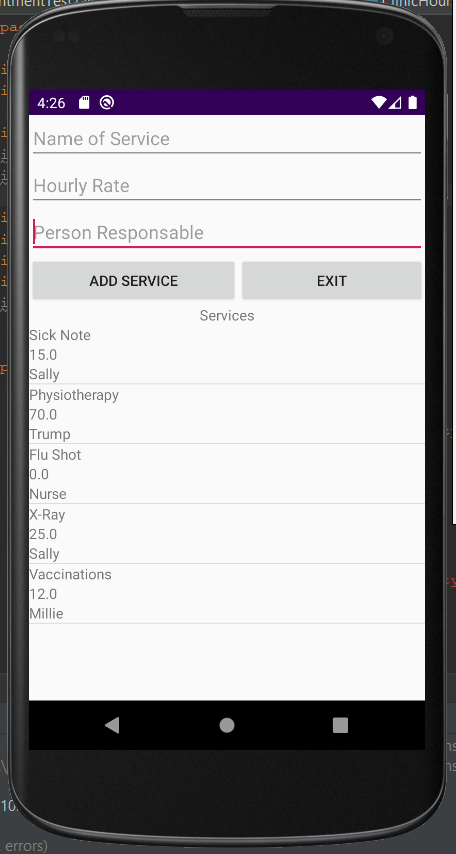 4:26
Name of Service
Hourly Rate
Person Responsable
ADD SERVICE EXIT
Services
Sick Note
15.0
Sally
Physiotherapy
70.0
Trump
Flu Shot
0.0
Nurse
X-Ray
25.0
Sally
Vaccinations
12.0
Millie
errors)